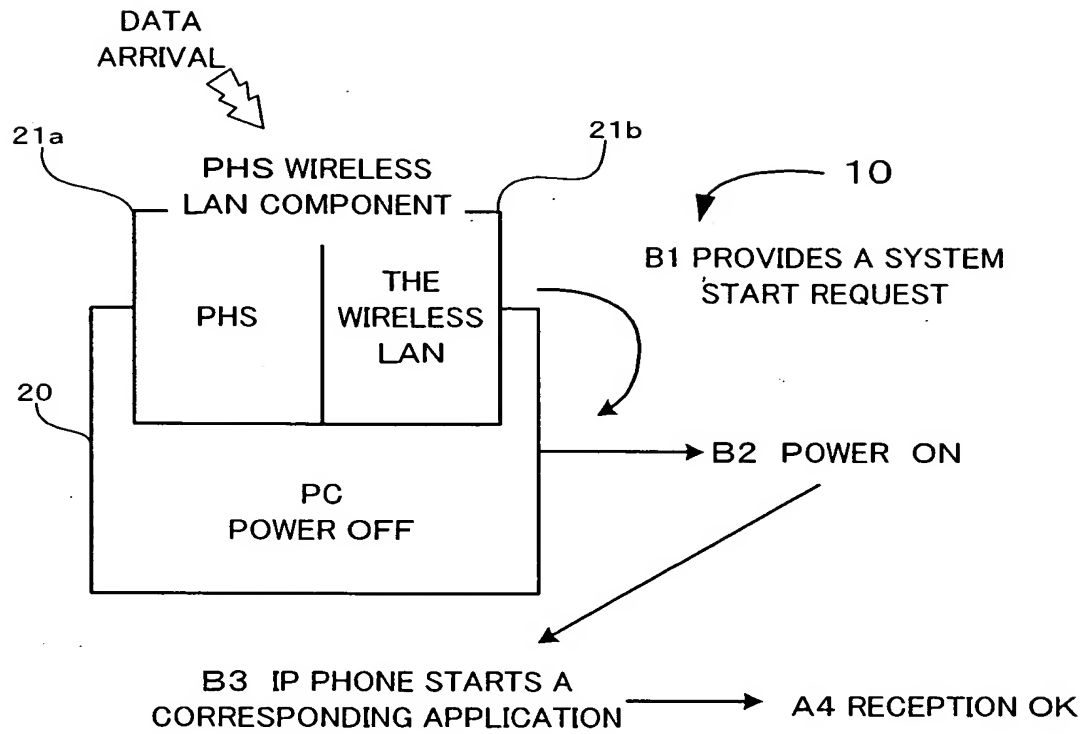 DATA
ARRIVAL
21a
21b
PHS WIRELESS
LAN COMPONENT
10
B1 PROVIDES A SYSTEM
START REQUEST
PHS
THE
WIRELESS
LAN
20
B2 POWER ON
PC
POWER OFF
B3 IP PHONE STARTS A
CORRESPONDING APPLICATION
A4 RECEPTION OK